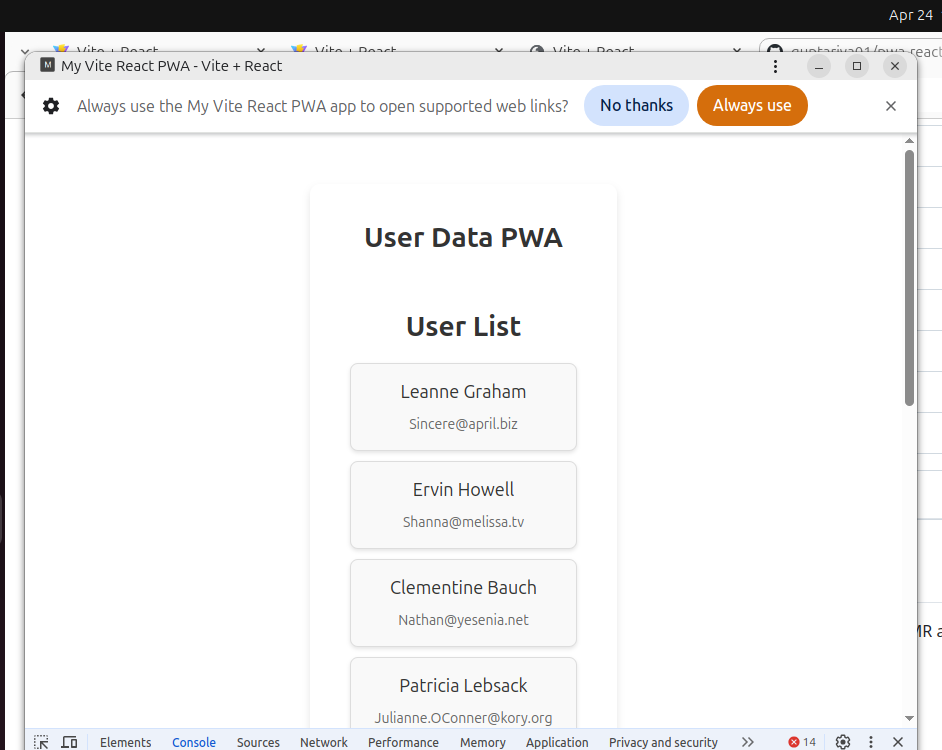 Apr 24
Vite + React
Vite + React
Vite + React
guptariya01/pwa-react
M My Vite React PWA - Vite + React
Always use the My Vite React PWA app to open supported web links?
No thanks
Always use
User Data PWA
User List
Leanne Graham
Sincere@april.biz
Ervin Howell
Shanna@melissa.tv
Clementine Bauch
Nathan@yesenia.net
Patricia Lebsack
Julianne.OConner@kory.org
MR a
Elements Console Sources Network Performance Memory Application Privacy and security 14